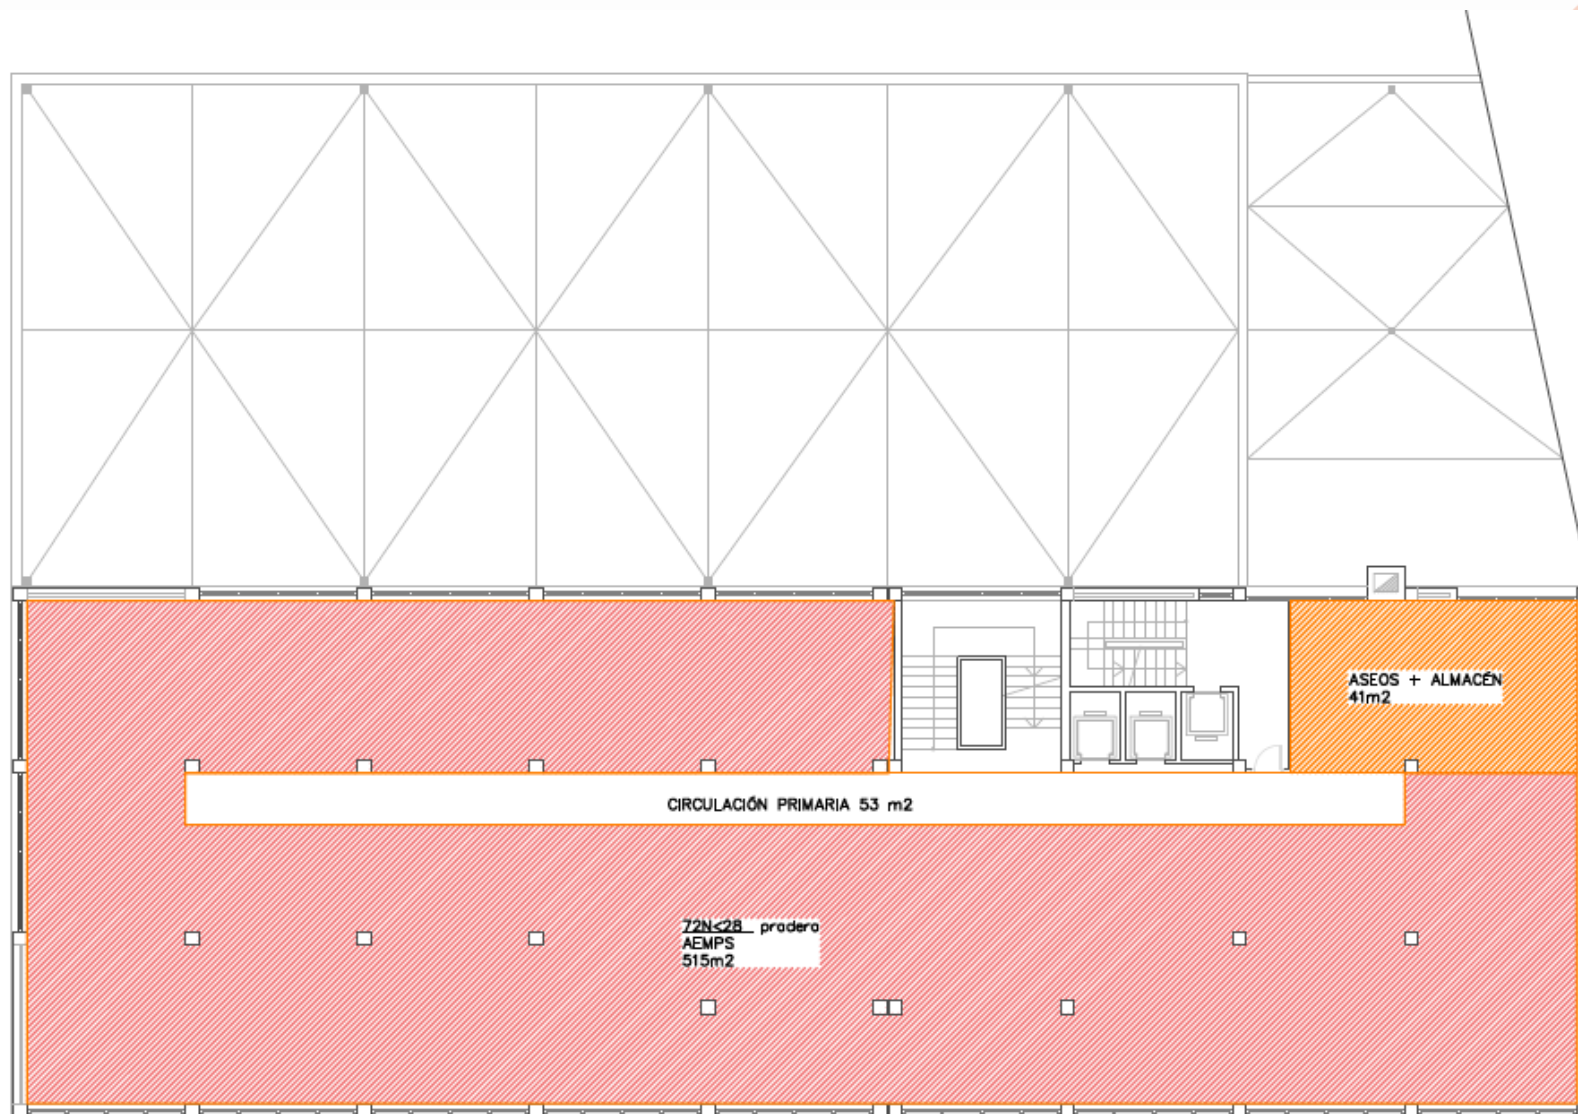 ASEOS + ALMACÉN
41m2
CIRCULACIÓN PRIMARIA 53 m2
72N<28 pradera
AEMPS
515m2